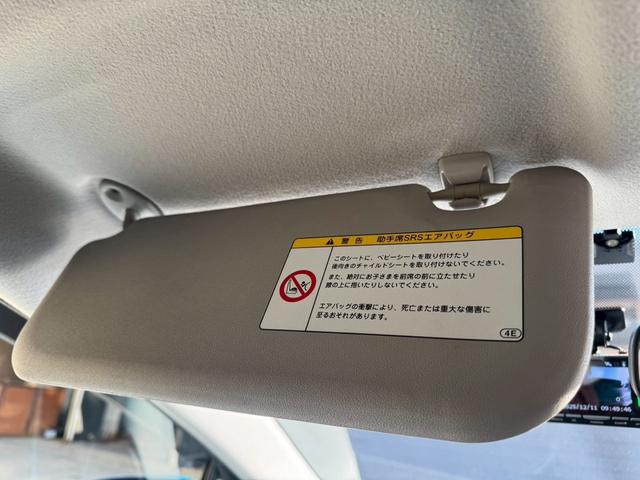 警告 助手席SRSエアバッグ
このシートに、ベビーシートを取り付けたり
後向きのチャイルドシートを取り付けないでください。
また、絶対にお子さまを前席の前に立たせたり
膝の上に抱いたりしないでください。
エアバッグの衝撃により、死亡または重大な傷害に
至るおそれがあります。
4E
2025/12/11 09:49:46